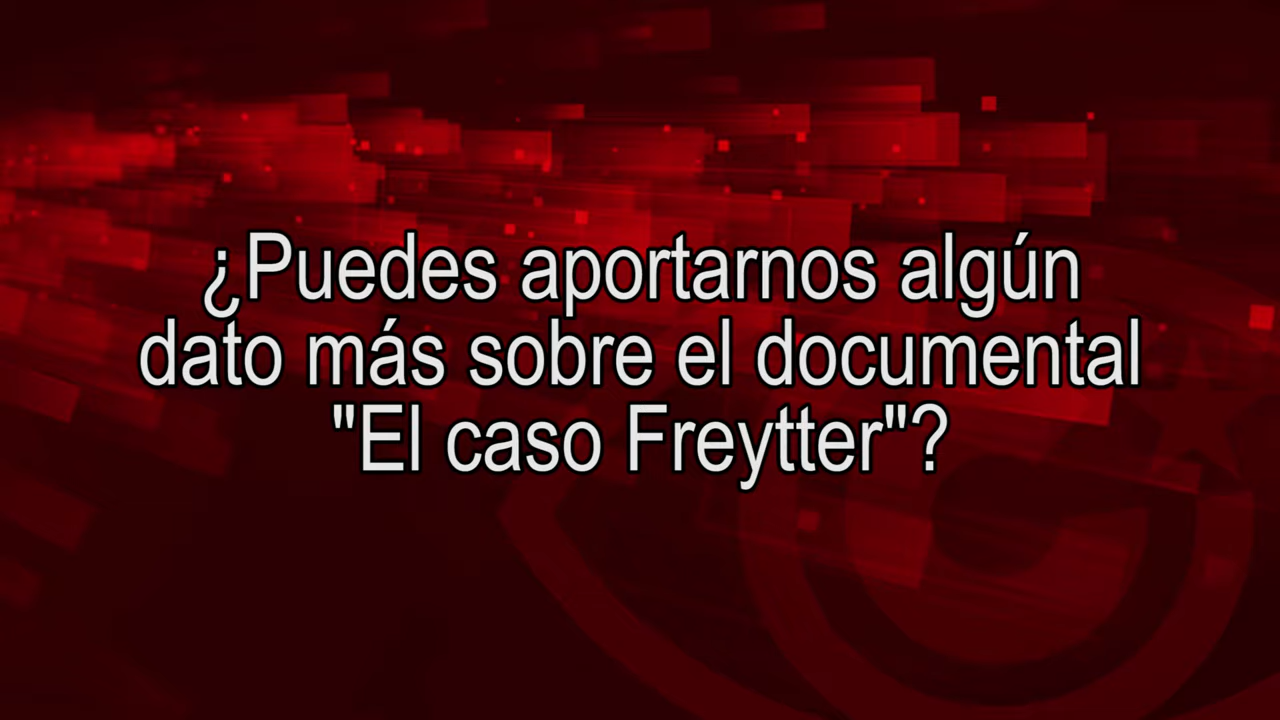 ¿Puedes aportarnos algún
dato más sobre el documental
"El caso Freytter"?